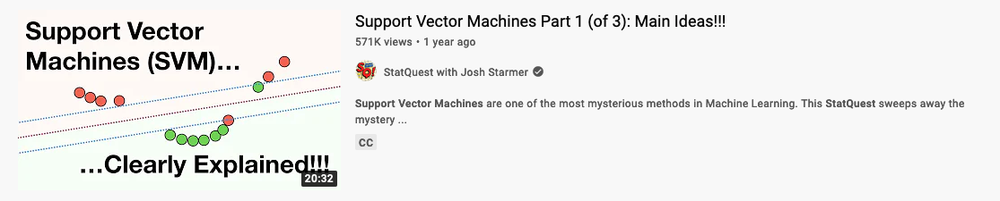 Support Vector
Machines (SVM)...
...Clearly Explained!!!
20:32
Support Vector Machines Part 1 (of 3): Main Ideas!!!
571K views • 1 year ago
SQ!
StatQuest with Josh Starmer
Support Vector Machines are one of the most mysterious methods in Machine Learning. This StatQuest sweeps away the
mystery ...
CC